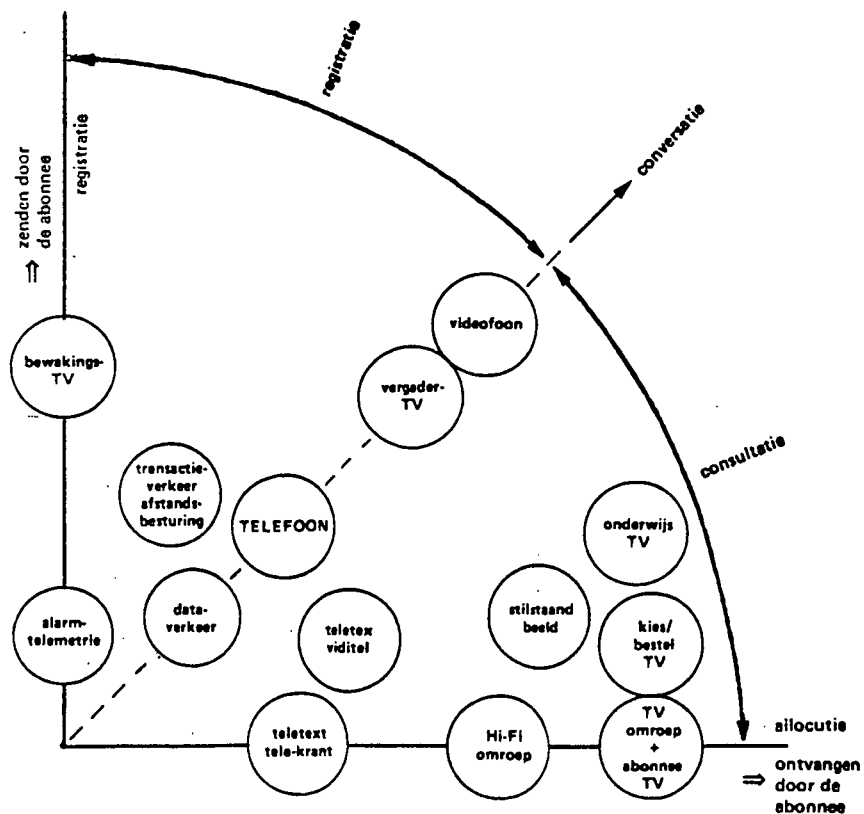 registratie
conversatie
⇒ zenden door
de abonnee
registratie
videofoon
bewakings-
TV
vergader-
TV
consultatie
transactie-
verkeer
afstands-
besturing
TELEFOON
onderwijs
TV
alarm-
telemetrie
data-
verkeer
teletex
viditel
stilstaand
beeld
kies/
bestel
TV
teletext
tele-krant
Hi-Fi
omroep
TV
omroep
+
abonnee
TV
allocutie
⇒ ontvangen
door de
abonnee